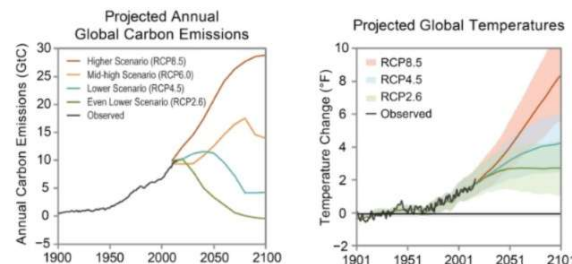 Projected Annual
Global Carbon Emissions
Annual Carbon Emissions (GtC)
30
25
20
15
10
5
0
−5
Higher Scenario (RCP8.5)
Mid-high Scenario (RCP6.0)
Lower Scenario (RCP4.5)
Even Lower Scenario (RCP2.6)
Observed
1900 1950 2000 2050 2100
Projected Global Temperatures
Temperature Change (°F)
10
8
6
4
2
0
−2
RCP8.5
RCP4.5
RCP2.6
Observed
1901 1951 2001 2051 2101